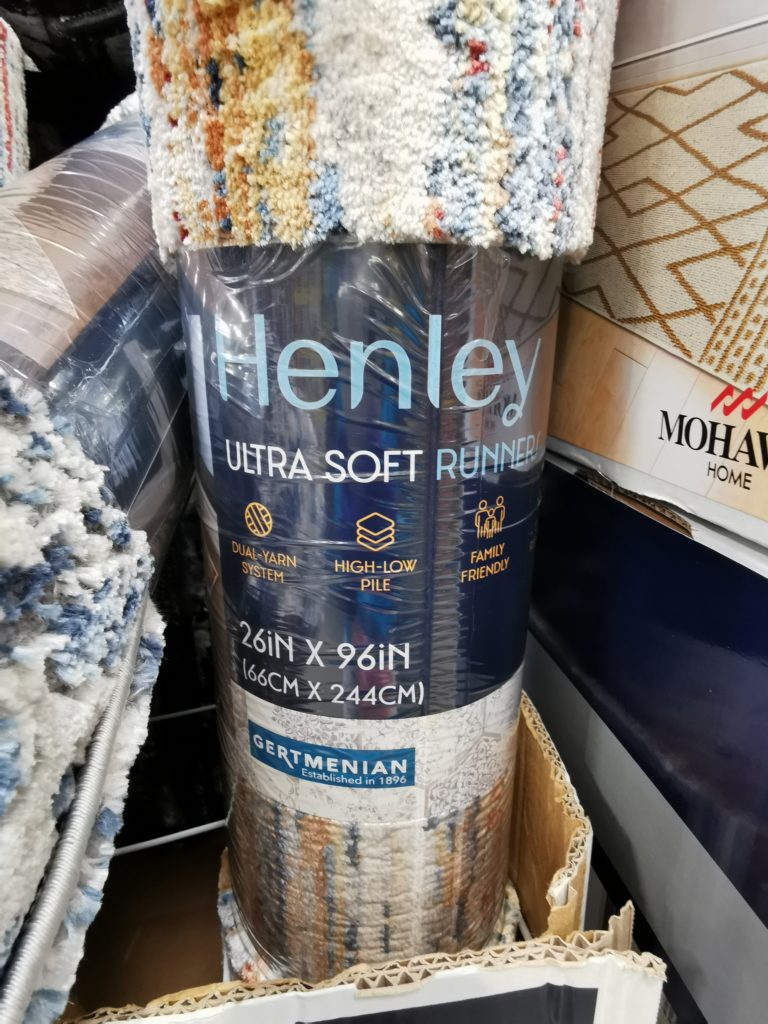 Henley
ULTRA SOFT RUNNER
DUAL-YARN
SYSTEM
HIGH-LOW
PILE
FAMILY
FRIENDLY
26iN X 96iN
(66CM X 244CM)
GERTMENIAN
Established in 1896
MOHAW
HOME